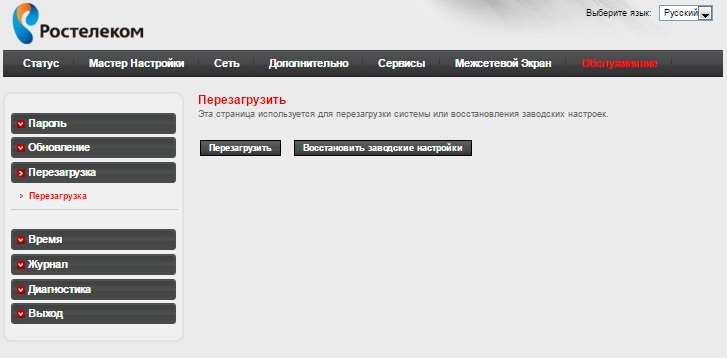 Ростелеком
Выберите язык: Русский
Статус Мастер Настройки Сеть Дополнительно Сервисы Межсетевой Экран Обслуживание
Пароль
Обновление
Перезагрузка
Перезагрузка
Время
Журнал
Диагностика
Выход
Перезагрузить
Эта страница используется для перезагрузки системы или восстановления заводских настроек.
Перезагрузить Восстановить заводские настройки